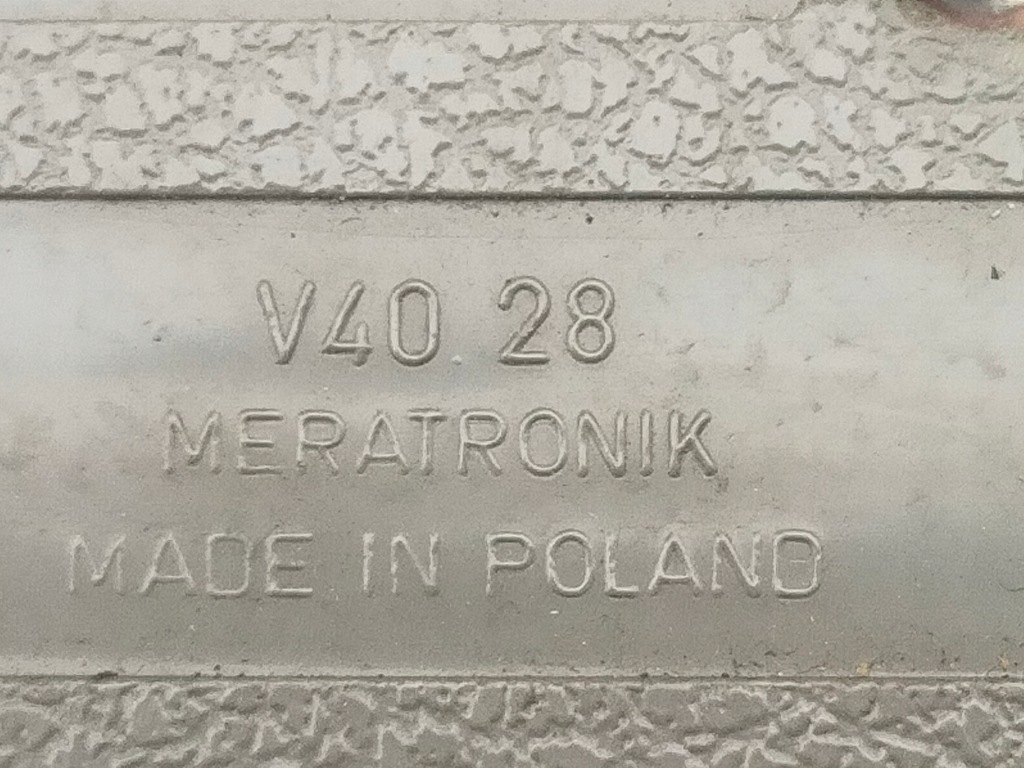 V40.28
MERATRONIK
MADE IN POLAND